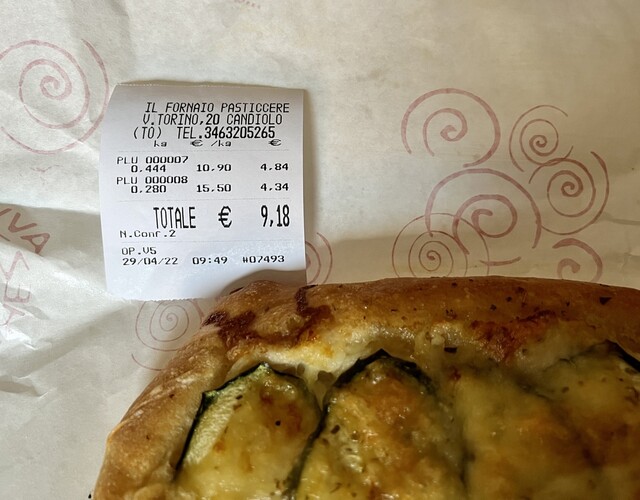 IL FORNAIO PASTICCERE
V.TORINO,20 CANDIOLO
(TO) TEL.3463205265
kg € /kg €
PLU 000007
0,444 10,90 4,84
PLU 000008
0,280 15,50 4,34
TOTALE € 9,18
N.Conf.2
OP.V5
29/04/22 09:49 #07493